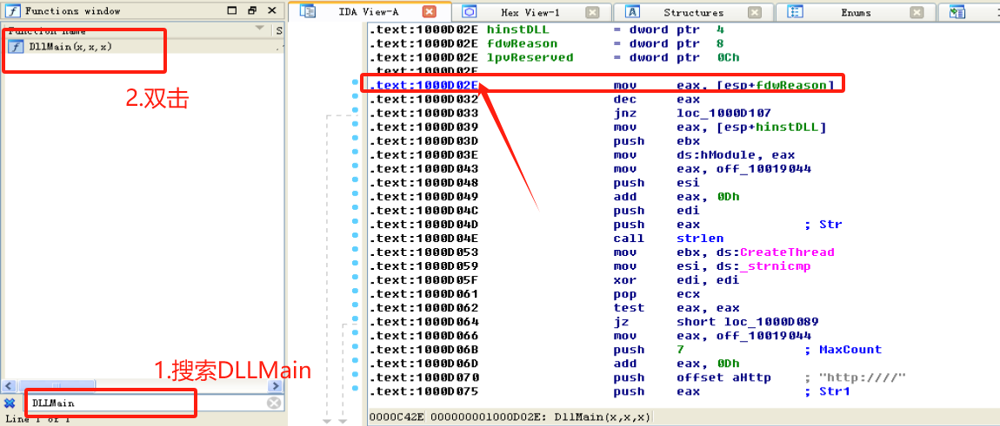 Functions window
Function name
S
DllMain(x,x,x)
2.双击
1.搜索DLLMain
DLLMain
Line 1 of 1
IDA View-A
Hex View-1
Structures
Enums
.text:1000D02E hinstDLL = dword ptr 4
.text:1000D02E fdwReason = dword ptr 8
.text:1000D02E lpvReserved = dword ptr 0Ch
.text:1000D02E
.text:1000D02E mov eax, [esp+fdwReason]
.text:1000D032 dec eax
.text:1000D033 jnz loc_1000D107
.text:1000D039 mov eax, [esp+hinstDLL]
.text:1000D03D push ebx
.text:1000D03E mov ds:hModule, eax
.text:1000D043 mov eax, off_10019044
.text:1000D048 push esi
.text:1000D049 add eax, 0Dh
.text:1000D04C push edi
.text:1000D04D push eax ; Str
.text:1000D04E call strlen
.text:1000D053 mov ebx, ds:CreateThread
.text:1000D059 mov esi, ds:_strnicmp
.text:1000D05F xor edi, edi
.text:1000D061 pop ecx
.text:1000D062 test eax, eax
.text:1000D064 jz short loc_1000D089
.text:1000D066 mov eax, off_10019044
.text:1000D06B push 7 ; MaxCount
.text:1000D06D add eax, 0Dh
.text:1000D070 push offset aHttp ; "http:////"
.text:1000D075 push eax ; Str1
0000C42E 000000001000D02E: DllMain(x,x,x)